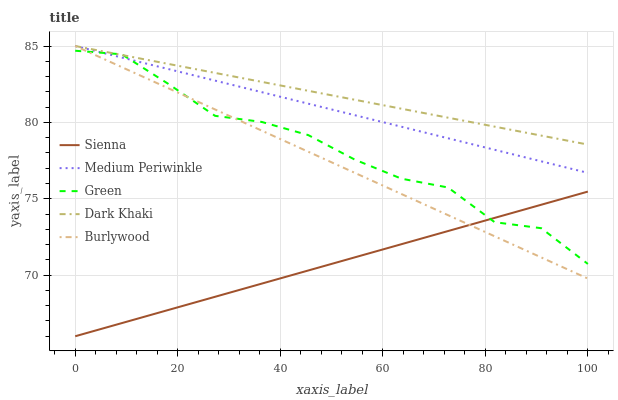 title
yaxis_label
85
80
75
70
Sienna
Medium Periwinkle
Green
Dark Khaki
Burlywood
0
20
40
60
80
100
xaxis_label